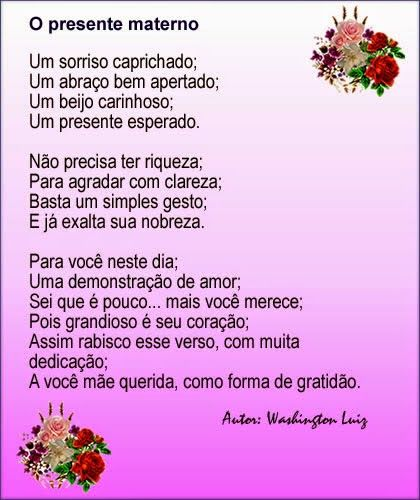 O presente materno
Um sorriso caprichado;
Um abraço bem apertado;
Um beijo carinhoso;
Um presente esperado.
Não precisa ter riqueza;
Para agradar com clareza;
Basta um simples gesto;
E já exalta sua nobreza.
Para você neste dia;
Uma demonstração de amor;
Sei que é pouco... mais você merece;
Pois grandioso é seu coração;
Assim rabisco esse verso, com muita
dedicação;
A você mãe querida, como forma de gratidão.
Autor: Washington Luiz